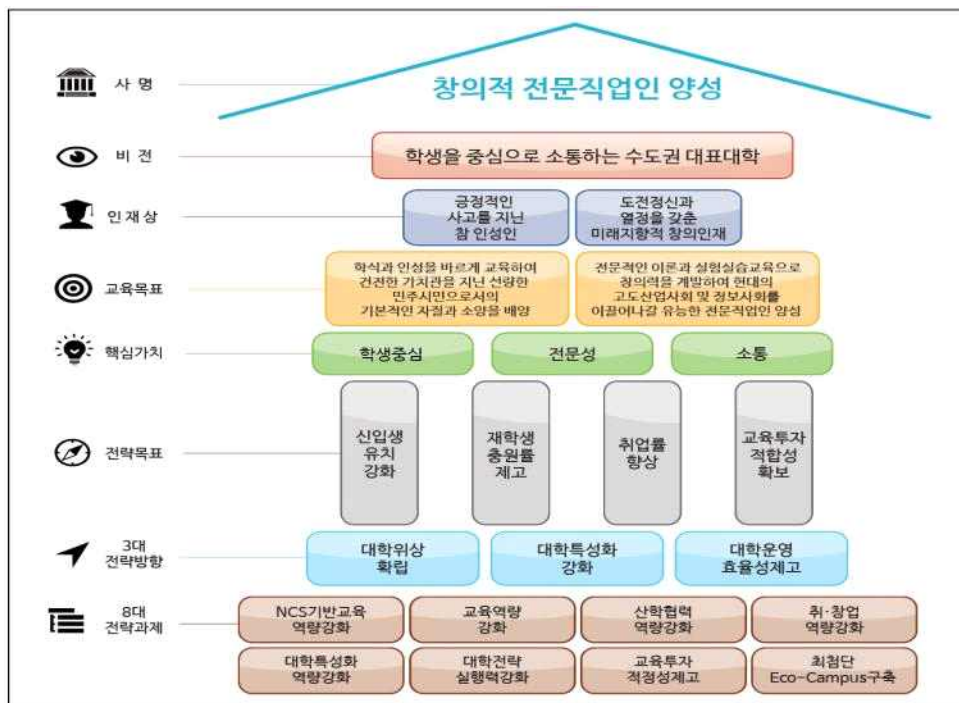 사 명
창의적 전문직업인 양성
비 전
학생을 중심으로 소통하는 수도권 대표대학
인재상
긍정적인
사고를 지닌
참 인성인
도전정신과
열정을 갖춘
미래지향적 창의인재
교육목표
학식과 인성을 바르게 교육하여
건전한 가치관을 지닌 선량한
민주시민으로서의
기본적인 자질과 소양을 배양
전문적인 이론과 실험실습교육으로
창의력을 계발하여 현대의
고도산업사회 및 정보사회를
이끌어나갈 유능한 전문직업인 양성
핵심가치
학생중심
전문성
소통
전략목표
신입생
유치
강화
재학생
충원률
제고
취업률
향상
교육투자
적합성
확보
3대
전략방향
대학위상
확립
대학특성화
강화
대학운영
효율성제고
8대
전략과제
NCS기반교육
역량강화
교육역량
강화
산학협력
역량강화
취·창업
역량강화
대학특성화
역량강화
대학전략
실행력강화
교육투자
적정성제고
최첨단
Eco-Campus구축